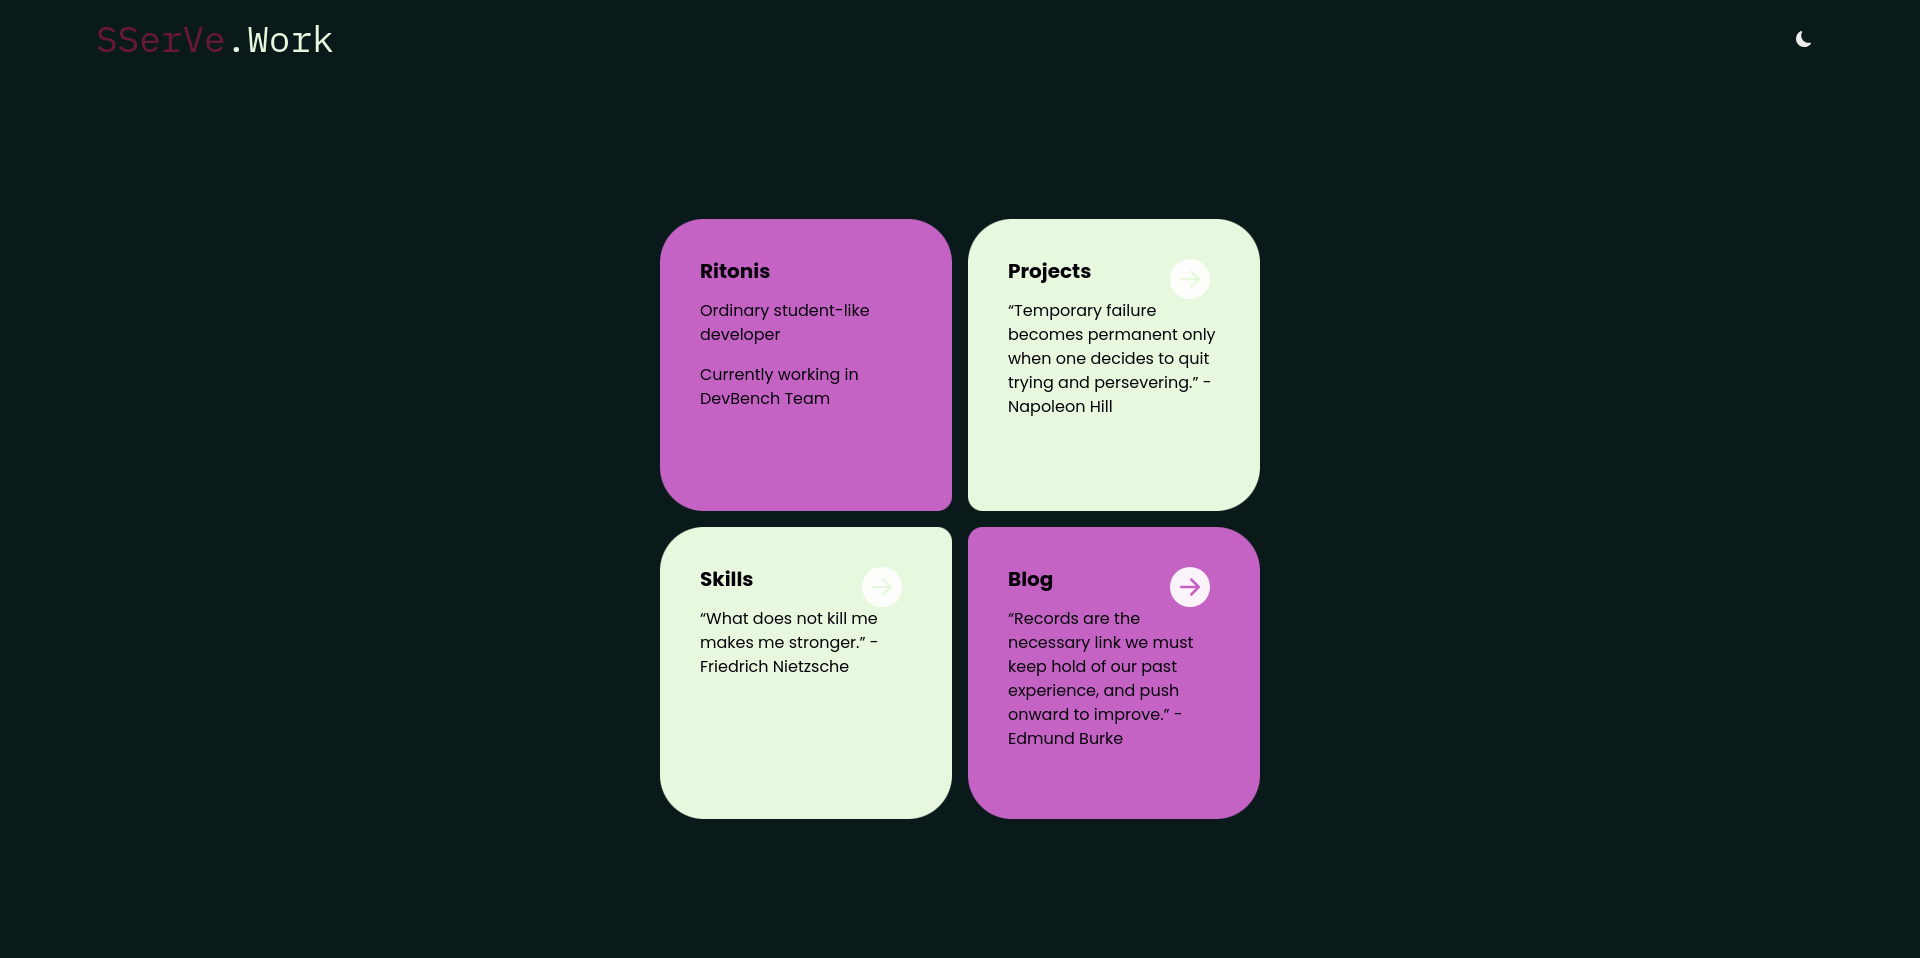 SSerVe.Work
Ritonis
Ordinary student-like
developer
Currently working in
DevBench Team
Projects
“Temporary failure
becomes permanent only
when one decides to quit
trying and persevering.” -
Napoleon Hill
Skills
“What does not kill me
makes me stronger.” -
Friedrich Nietzsche
Blog
“Records are the
necessary link we must
keep hold of our past
experience, and push
onward to improve.” -
Edmund Burke